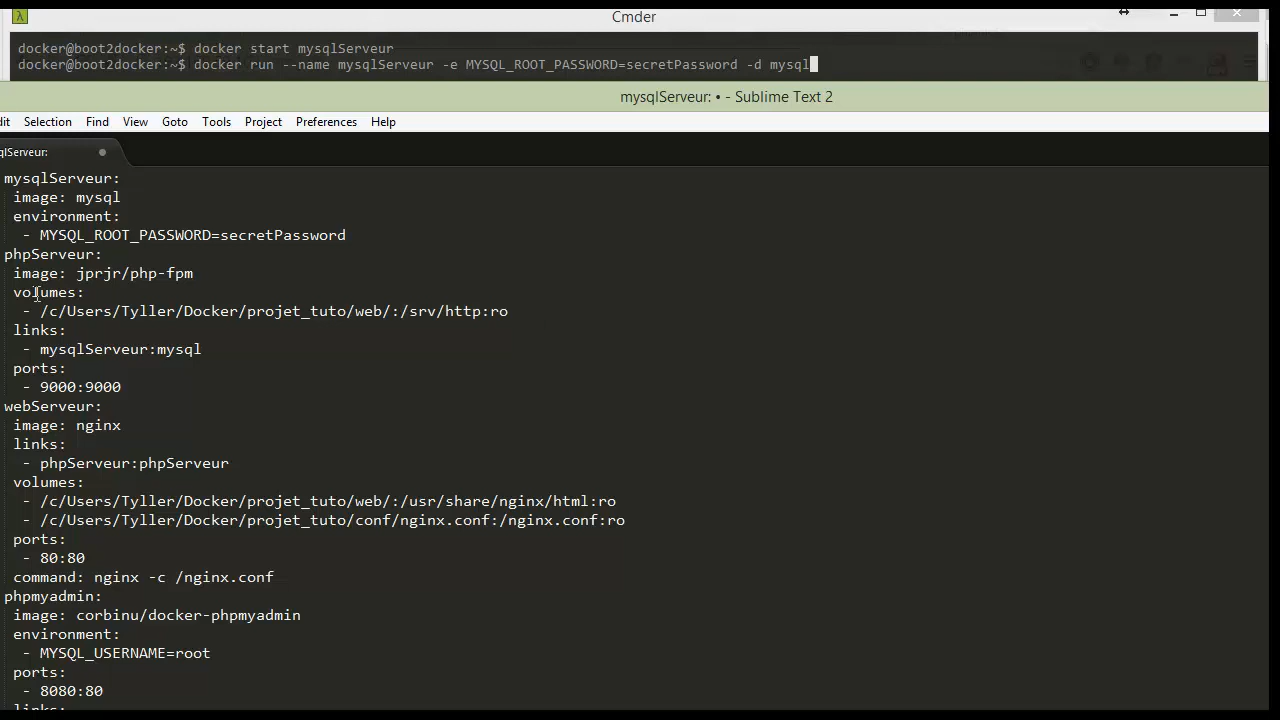 Cmder
docker@boot2docker:~$ docker start mysqlServeur
docker@boot2docker:~$ docker run --name mysqlServeur -e MYSQL_ROOT_PASSWORD=secretPassword -d mysql
mysqlServeur: • - Sublime Text 2
dit Selection Find View Goto Tools Project Preferences Help
qlServeur:
mysqlServeur:
image: mysql
environment:
- MYSQL_ROOT_PASSWORD=secretPassword
phpServeur:
image: jprjr/php-fpm
volumes:
- /c/Users/Tyller/Docker/projet_tuto/web/:/srv/http:ro
links:
- mysqlServeur:mysql
ports:
- 9000:9000
webServeur:
image: nginx
links:
- phpServeur:phpServeur
volumes:
- /c/Users/Tyller/Docker/projet_tuto/web/:/usr/share/nginx/html:ro
- /c/Users/Tyller/Docker/projet_tuto/conf/nginx.conf:/nginx.conf:ro
ports:
- 80:80
command: nginx -c /nginx.conf
phpmyadmin:
image: corbinu/docker-phpmyadmin
environment:
- MYSQL_USERNAME=root
ports:
- 8080:80
links: